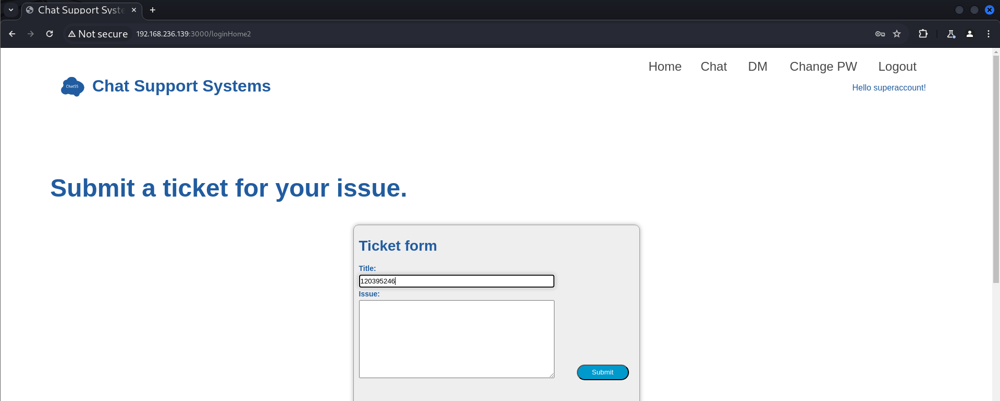 Chat Support Syste
Not secure 192.168.236.139:3000/loginHome2
Home Chat DM Change PW Logout
ChatSS Chat Support Systems
Hello superaccount!
Submit a ticket for your issue.
Ticket form
Title:
120395246
Issue:
Submit